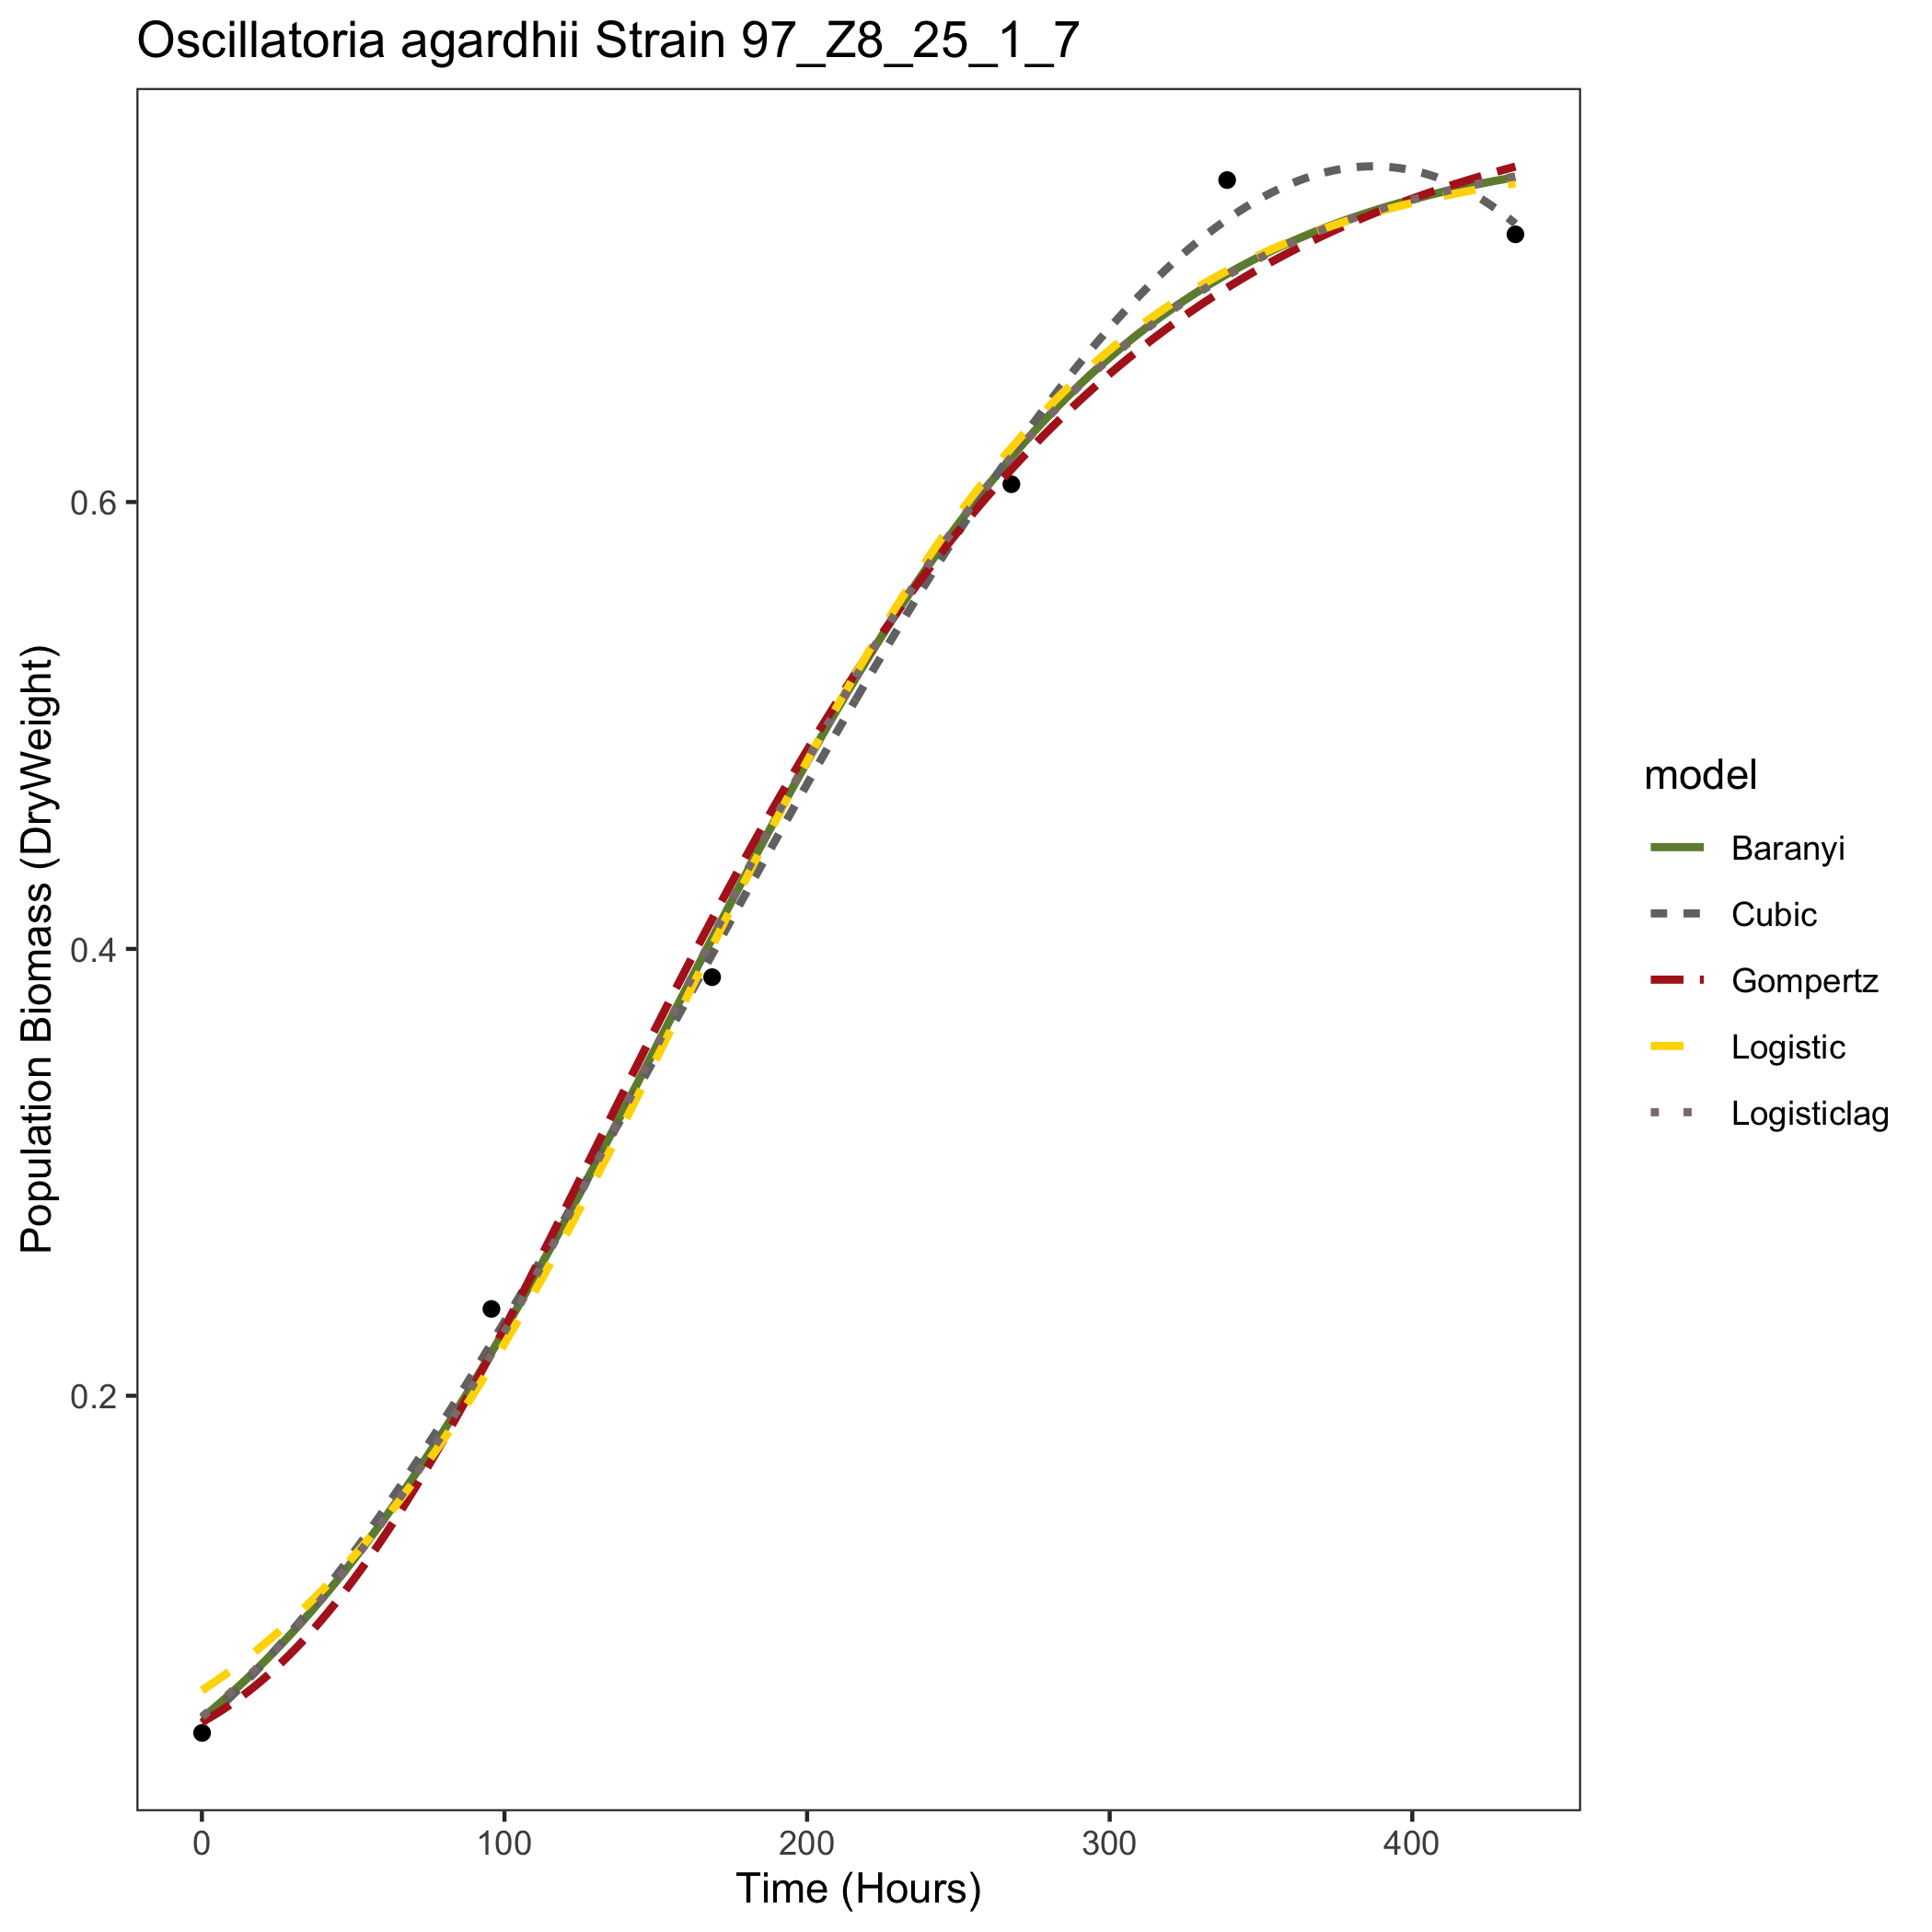 Oscillatoria agardhii Strain 97_Z8_25_1_7
Population Biomass (DryWeight)
0.6
0.4
0.2
0
100
200
300
400
Time (Hours)
model
Baranyi
Cubic
Gompertz
Logistic
Logisticlag